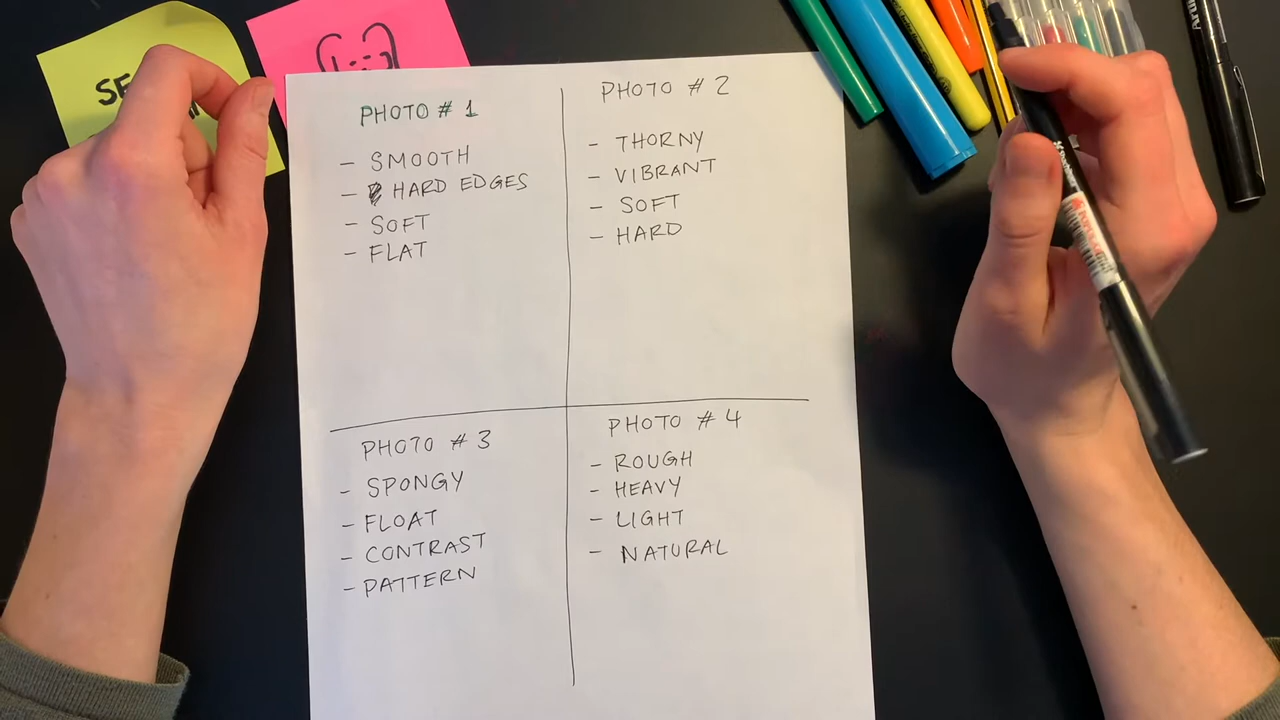 PHOTO # 1
- SMOOTH
- HARD EDGES
- SOFT
- FLAT
PHOTO # 2
- THORNY
- VIBRANT
- SOFT
- HARD
PHOTO # 3
- SPONGY
- FLOAT
- CONTRAST
- PATTERN
PHOTO # 4
- ROUGH
- HEAVY
- LIGHT
- NATURAL